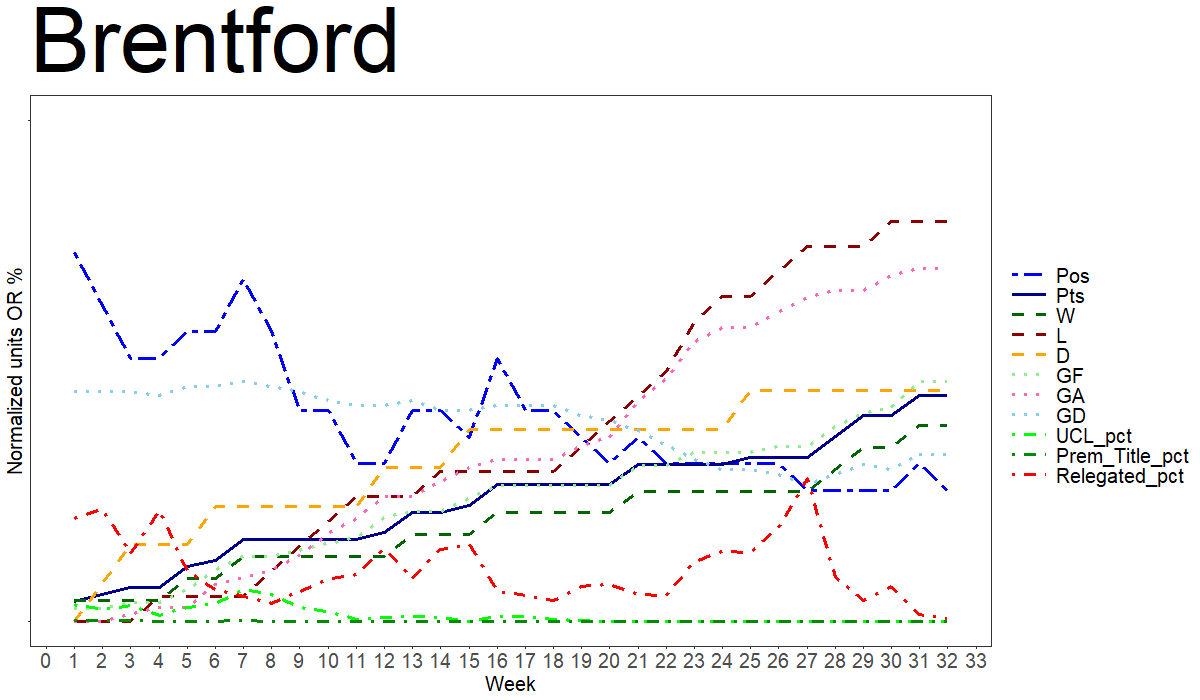 Brentford
Normalized units OR %
Pos
Pts
W
L
D
GF
GA
GD
UCL_pct
Prem_Title_pct
Relegated_pct
0 1 2 3 4 5 6 7 8 9 10 11 12 13 14 15 16 17 18 19 20 21 22 23 24 25 26 27 28 29 30 31 32 33
Week